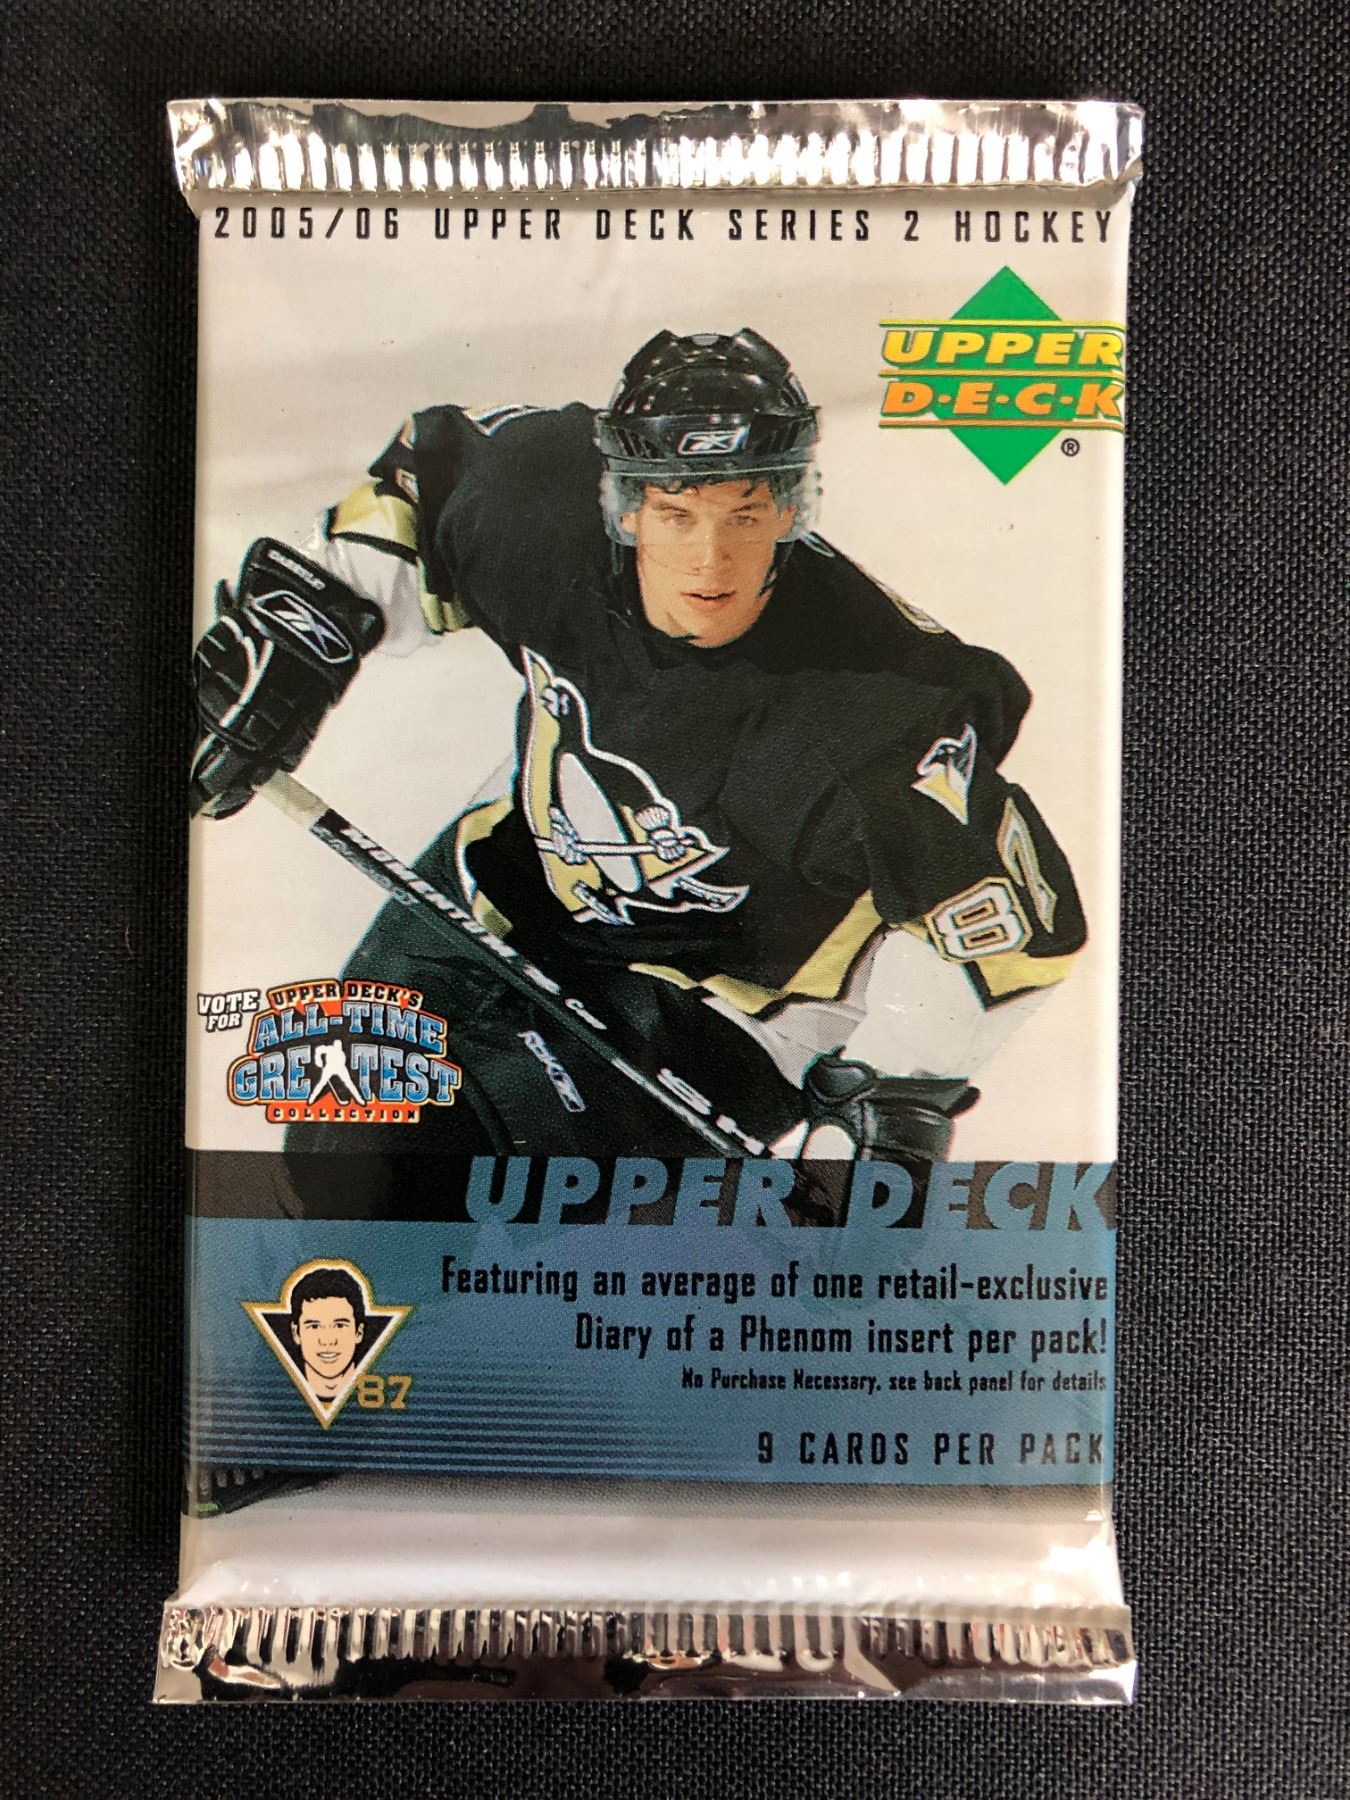 2005/06 UPPER DECK SERIES 2 HOCKEY
UPPER
D·E·C·K
®
87
VOTE FOR
UPPER DECK'S
ALL-TIME
GREATEST
COLLECTION
UPPER DECK
Featuring an average of one retail-exclusive
Diary of a Phenom insert per pack!
No Purchase Necessary, see back panel for details
87
9 CARDS PER PACK